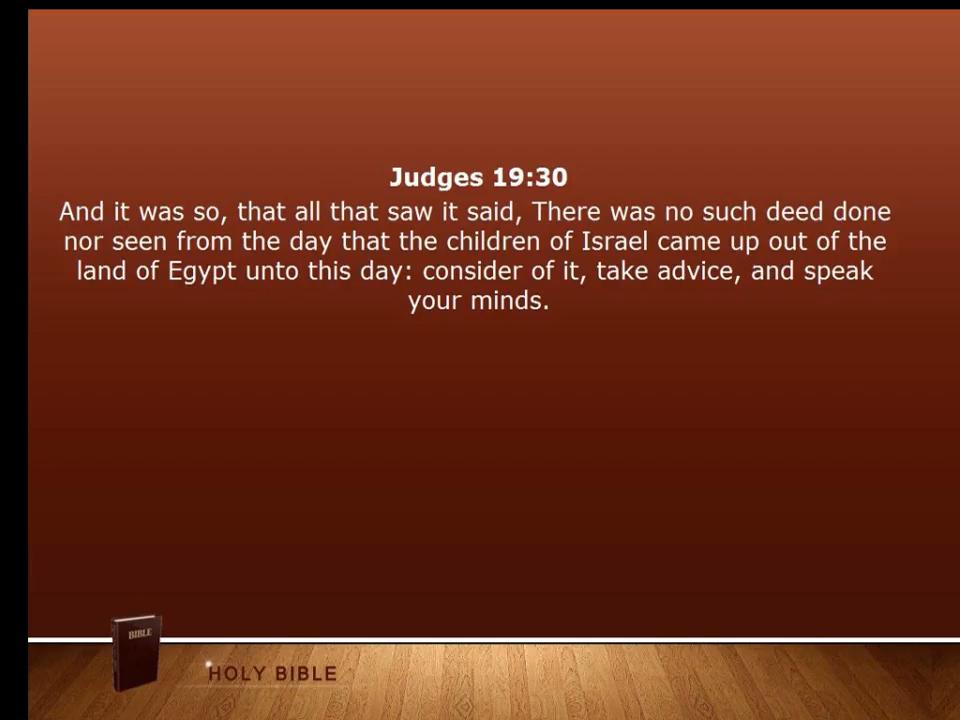 Judges 19:30
And it was so, that all that saw it said, There was no such deed done
nor seen from the day that the children of Israel came up out of the
land of Egypt unto this day: consider of it, take advice, and speak
your minds.
BIBLE
HOLY BIBLE